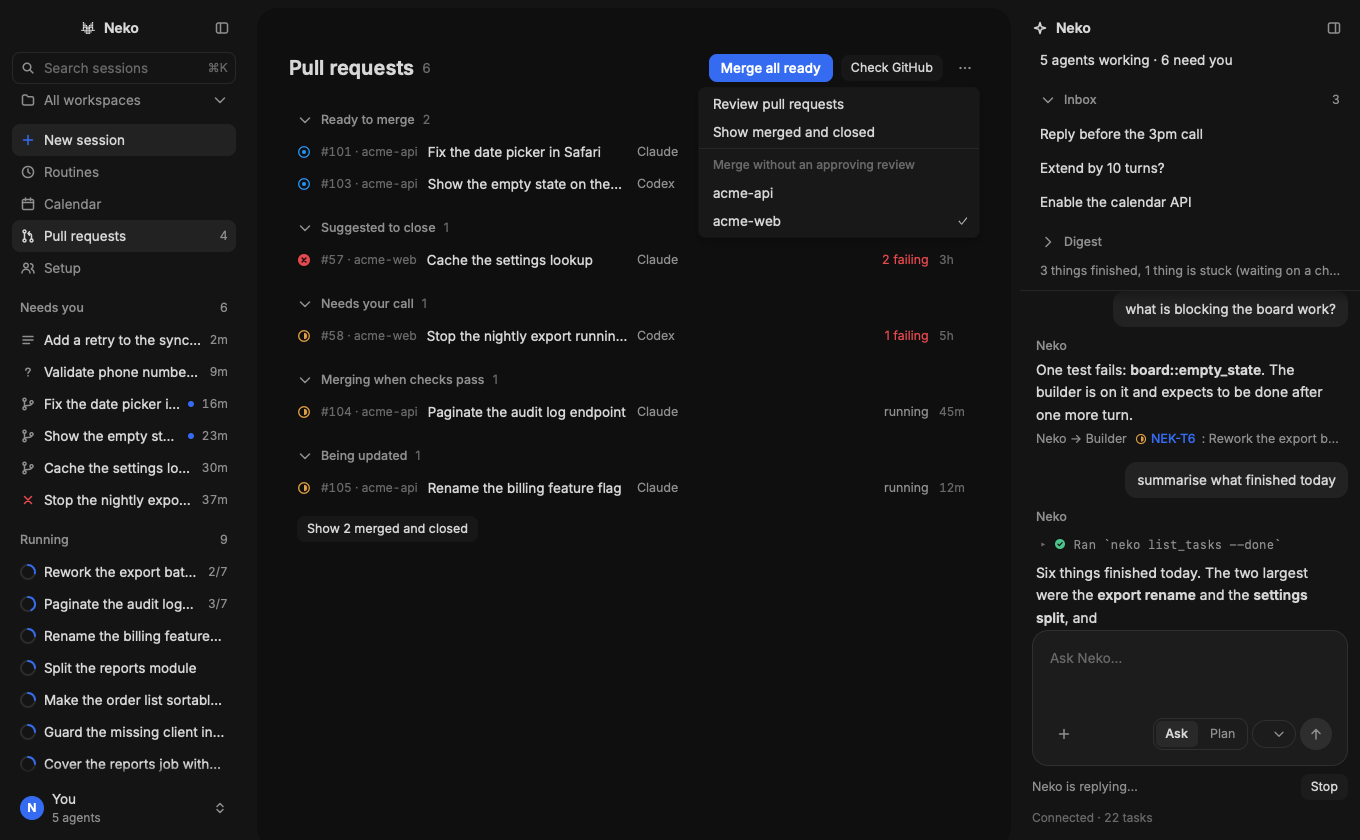 Neko
Search sessions ⌘K
All workspaces
New session
Routines
Calendar
Pull requests 4
Setup
Needs you 6
Add a retry to the sync... 2m
? Validate phone numbe... 9m
Fix the date picker i... 16m
Show the empty st... 23m
Cache the settings lo... 30m
Stop the nightly expo... 37m
Running 9
Rework the export bat... 2/7
Paginate the audit log... 3/7
Rename the billing feature...
Split the reports module
Make the order list sortabl...
Guard the missing client in...
Cover the reports job with...
N You
5 agents
Pull requests 6
Merge all ready
Check GitHub
...
Review pull requests
Show merged and closed
Merge without an approving review
acme-api
acme-web
Ready to merge 2
#101 · acme-api Fix the date picker in Safari Claude
#103 · acme-api Show the empty state on the... Codex
Suggested to close 1
#57 · acme-web Cache the settings lookup Claude 2 failing 3h
Needs your call 1
#58 · acme-web Stop the nightly export runnin... Codex 1 failing 5h
Merging when checks pass 1
#104 · acme-api Paginate the audit log endpoint Claude running 45m
Being updated 1
#105 · acme-api Rename the billing feature flag Claude running 12m
Show 2 merged and closed
Neko
5 agents working · 6 need you
Inbox 3
Reply before the 3pm call
Extend by 10 turns?
Enable the calendar API
Digest
3 things finished, 1 thing is stuck (waiting on a ch...
what is blocking the board work?
Neko
One test fails: board::empty_state. The
builder is on it and expects to be done after
one more turn.
Neko → Builder NEK-T6 : Rework the export b...
summarise what finished today
Neko
Ran `neko list_tasks --done`
Six things finished today. The two largest
were the export rename and the settings
split, and
Ask Neko...
Ask Plan
Neko is replying... Stop
Connected · 22 tasks